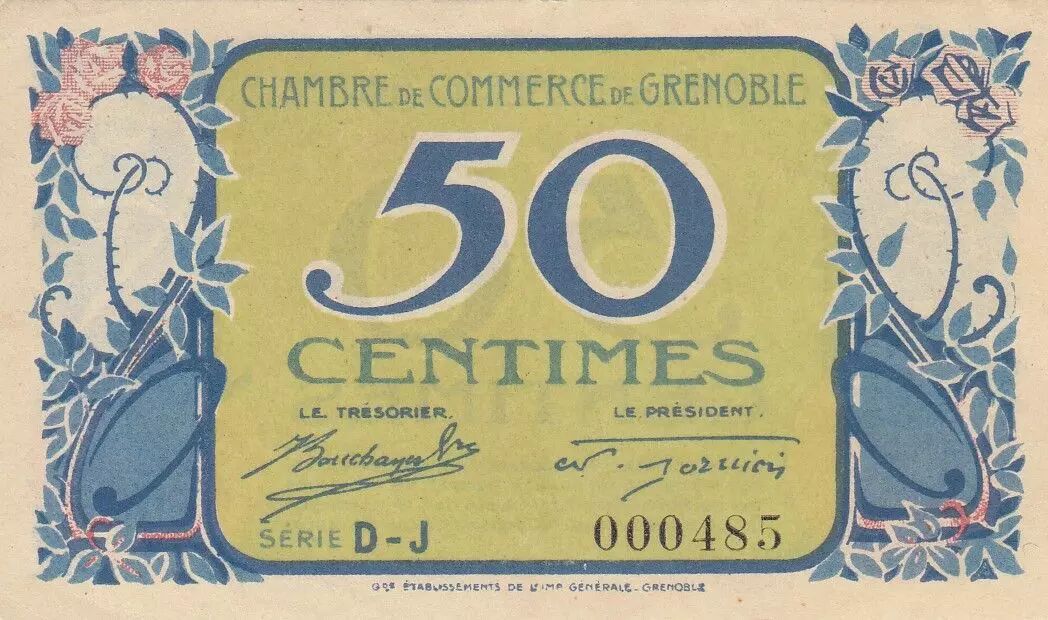 CHAMBRE DE COMMERCE DE GRENOBLE
50
CENTIMES
LE TRÉSORIER. LE PRÉSIDENT.
SÉRIE D-J 000485
Gds ÉTABLISSEMENTS DE L'IMP GÉNÉRALE-GRENOBLE